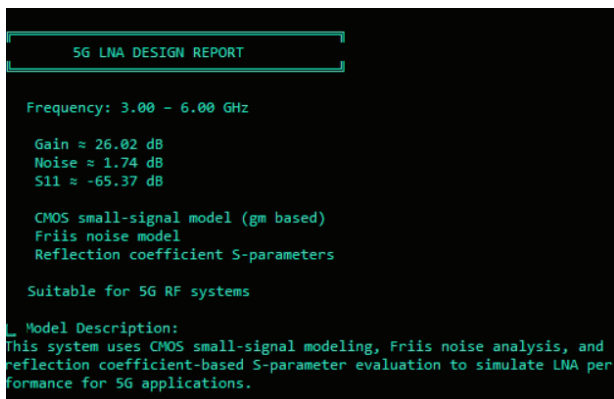 5G LNA DESIGN REPORT
Frequency: 3.00 – 6.00 GHz
Gain ≈ 26.02 dB
Noise ≈ 1.74 dB
S11 ≈ -65.37 dB
CMOS small-signal model (gm based)
Friis noise model
Reflection coefficient S-parameters
Suitable for 5G RF systems
Model Description:
This system uses CMOS small-signal modeling, Friis noise analysis, and
reflection coefficient-based S-parameter evaluation to simulate LNA per
formance for 5G applications.